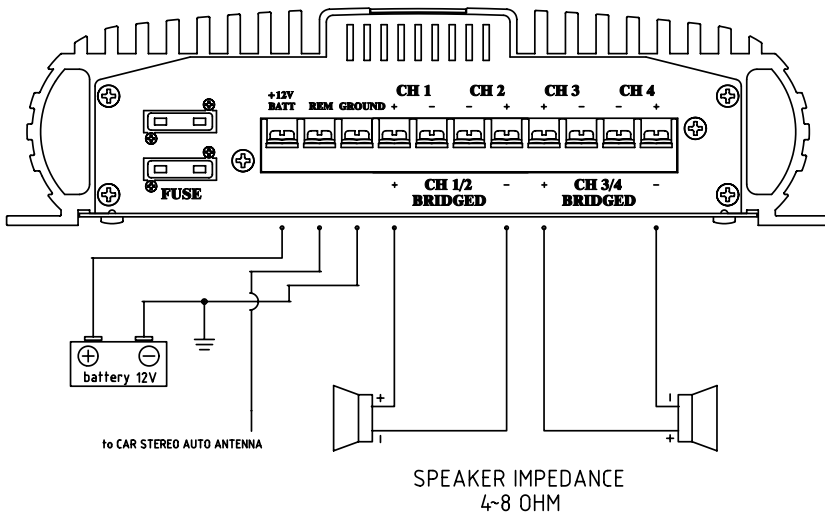 +12V
BATT REM GROUND
CH 1 CH 2 CH 3 CH 4
+ - - + + - - +
FUSE
+ CH 1/2 - + CH 3/4 -
BRIDGED BRIDGED
+ -
battery 12V
to CAR STEREO AUTO ANTENNA
+ -
- +
SPEAKER IMPEDANCE
4~8 OHM